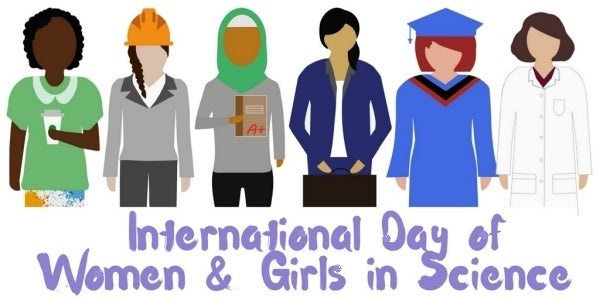 A+
International Day of
Women & Girls in Science